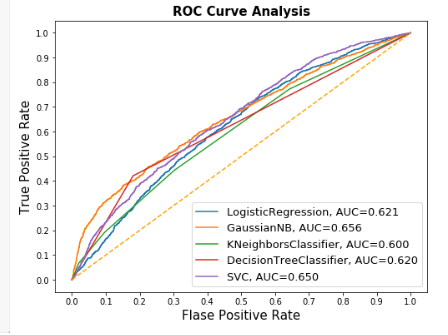 ROC Curve Analysis
True Positive Rate
1.0
0.9
0.8
0.7
0.6
0.5
0.4
0.3
0.2
0.1
0.0
LogisticRegression, AUC=0.621
GaussianNB, AUC=0.656
KNeighborsClassifier, AUC=0.600
DecisionTreeClassifier, AUC=0.620
SVC, AUC=0.650
0.0 0.1 0.2 0.3 0.4 0.5 0.6 0.7 0.8 0.9 1.0
Flase Positive Rate